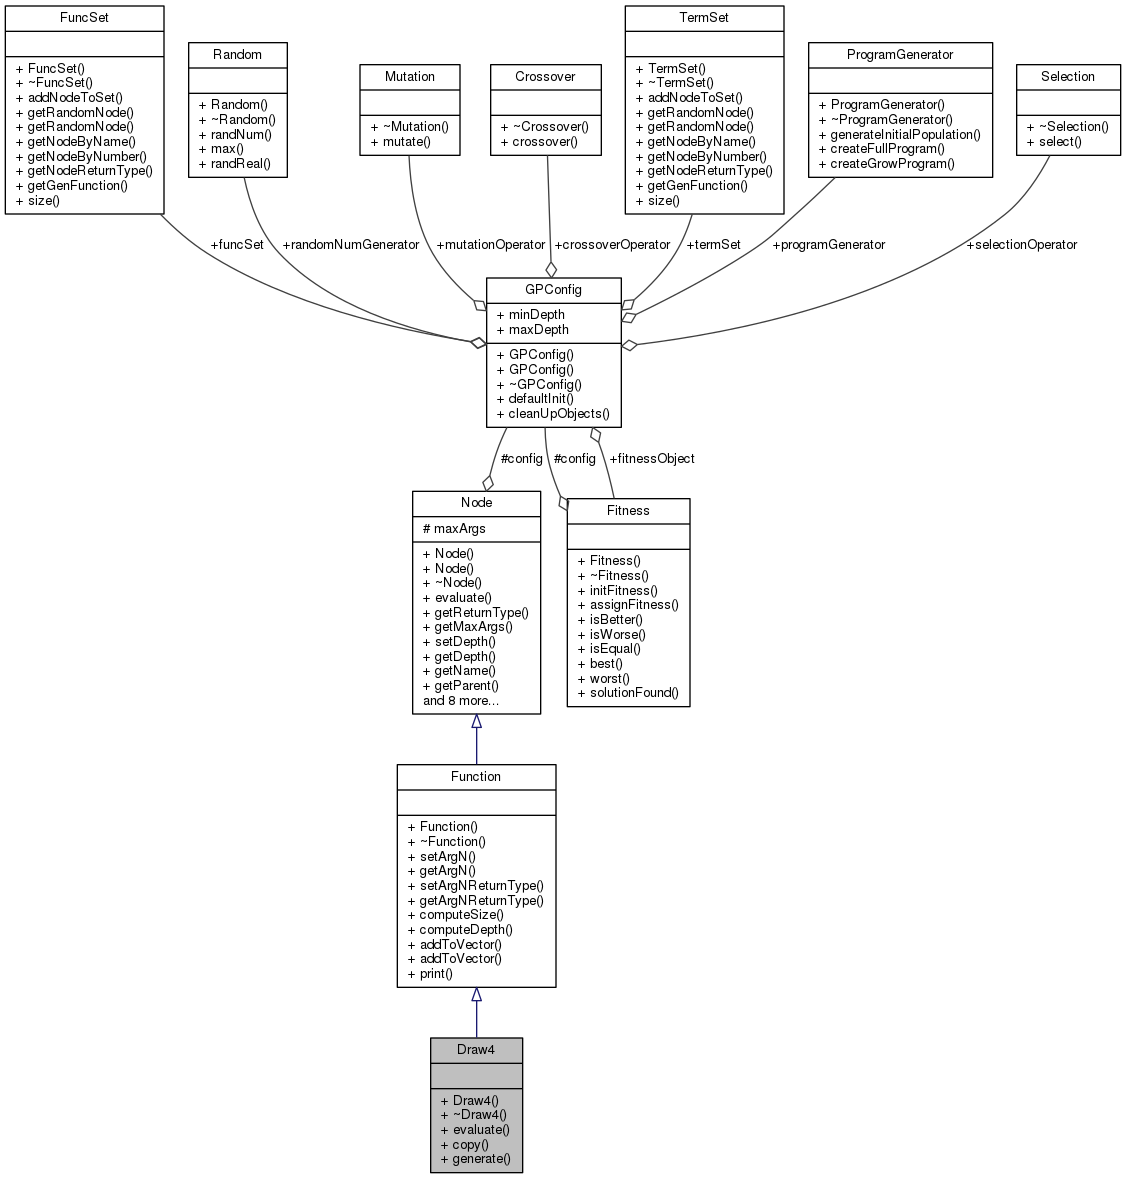 FuncSet
+ FuncSet()
+ ~FuncSet()
+ addNodeToSet()
+ getRandomNode()
+ getRandomNode()
+ getNodeByName()
+ getNodeByNumber()
+ getNodeReturnType()
+ getGenFunction()
+ size()
Random
+ Random()
+ ~Random()
+ randNum()
+ max()
+ randReal()
Mutation
+ ~Mutation()
+ mutate()
Crossover
+ ~Crossover()
+ crossover()
TermSet
+ TermSet()
+ ~TermSet()
+ addNodeToSet()
+ getRandomNode()
+ getRandomNode()
+ getNodeByName()
+ getNodeByNumber()
+ getNodeReturnType()
+ getGenFunction()
+ size()
ProgramGenerator
+ ProgramGenerator()
+ ~ProgramGenerator()
+ generateInitialPopulation()
+ createFullProgram()
+ createGrowProgram()
Selection
+ ~Selection()
+ select()
+funcSet
+randomNumGenerator
+mutationOperator
+crossoverOperator
+termSet
+programGenerator
+selectionOperator
GPConfig
+ minDepth
+ maxDepth
+ GPConfig()
+ GPConfig()
+ ~GPConfig()
+ defaultInit()
+ cleanUpObjects()
#config
#config
+fitnessObject
Node
# maxArgs
+ Node()
+ Node()
+ ~Node()
+ evaluate()
+ getReturnType()
+ getMaxArgs()
+ setDepth()
+ getDepth()
+ getName()
+ getParent()
and 8 more...
Fitness
+ Fitness()
+ ~Fitness()
+ initFitness()
+ assignFitness()
+ isBetter()
+ isWorse()
+ isEqual()
+ best()
+ worst()
+ solutionFound()
Function
+ Function()
+ ~Function()
+ setArgN()
+ getArgN()
+ setArgNReturnType()
+ getArgNReturnType()
+ computeSize()
+ computeDepth()
+ addToVector()
+ addToVector()
+ print()
Draw4
+ Draw4()
+ ~Draw4()
+ evaluate()
+ copy()
+ generate()